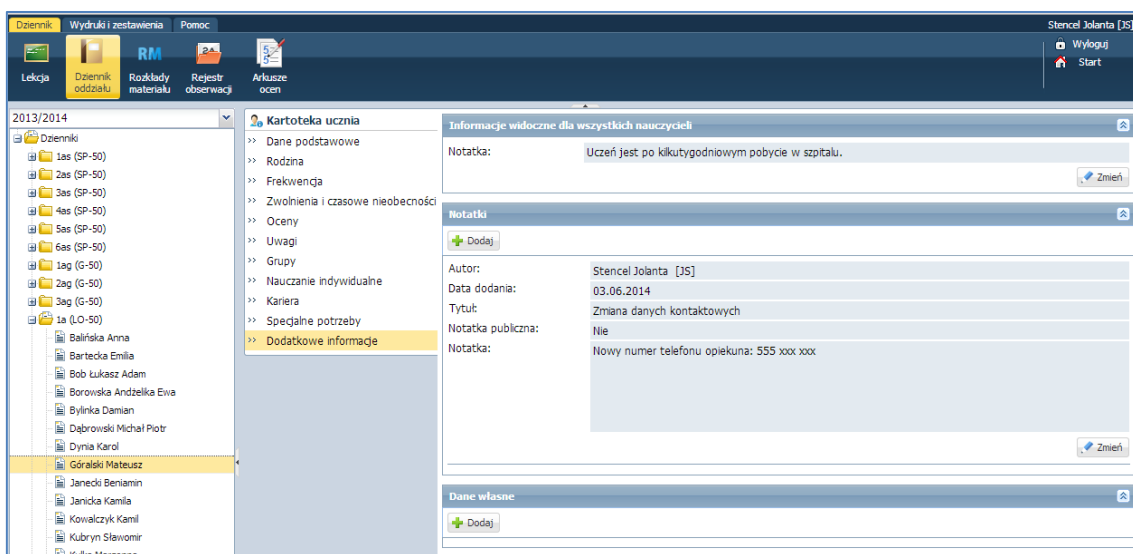 Dziennik Wydruki i zestawienia Pomoc Stencel Jolanta [JS]
Lekcja
Dziennik oddziału
RM Rozkłady materiału
Rejestr obserwacji
Arkusze ocen
Wyloguj
Start
2013/2014
Dzienniki
1as (SP-50)
2as (SP-50)
3as (SP-50)
4as (SP-50)
5as (SP-50)
6as (SP-50)
1ag (G-50)
2ag (G-50)
3ag (G-50)
1a (LO-50)
Balińska Anna
Bartecka Emilia
Bob Łukasz Adam
Borowska Andżelika Ewa
Bylinka Damian
Dąbrowski Michał Piotr
Dynia Karol
Góralski Mateusz
Janecki Beniamin
Janicka Kamila
Kowalczyk Kamil
Kubryn Sławomir
Kartoteka ucznia
Dane podstawowe
Rodzina
Frekwencja
Zwolnienia i czasowe nieobecności
Oceny
Uwagi
Grupy
Nauczanie indywidualne
Kariera
Specjalne potrzeby
Dodatkowe informacje
Informacje widoczne dla wszystkich nauczycieli
Notatka: Uczeń jest po kilkutygodniowym pobycie w szpitalu.
Zmień
Notatki
Dodaj
Autor: Stencel Jolanta [JS]
Data dodania: 03.06.2014
Tytuł: Zmiana danych kontaktowych
Notatka publiczna: Nie
Notatka: Nowy numer telefonu opiekuna: 555 xxx xxx
Zmień
Dane własne
Dodaj